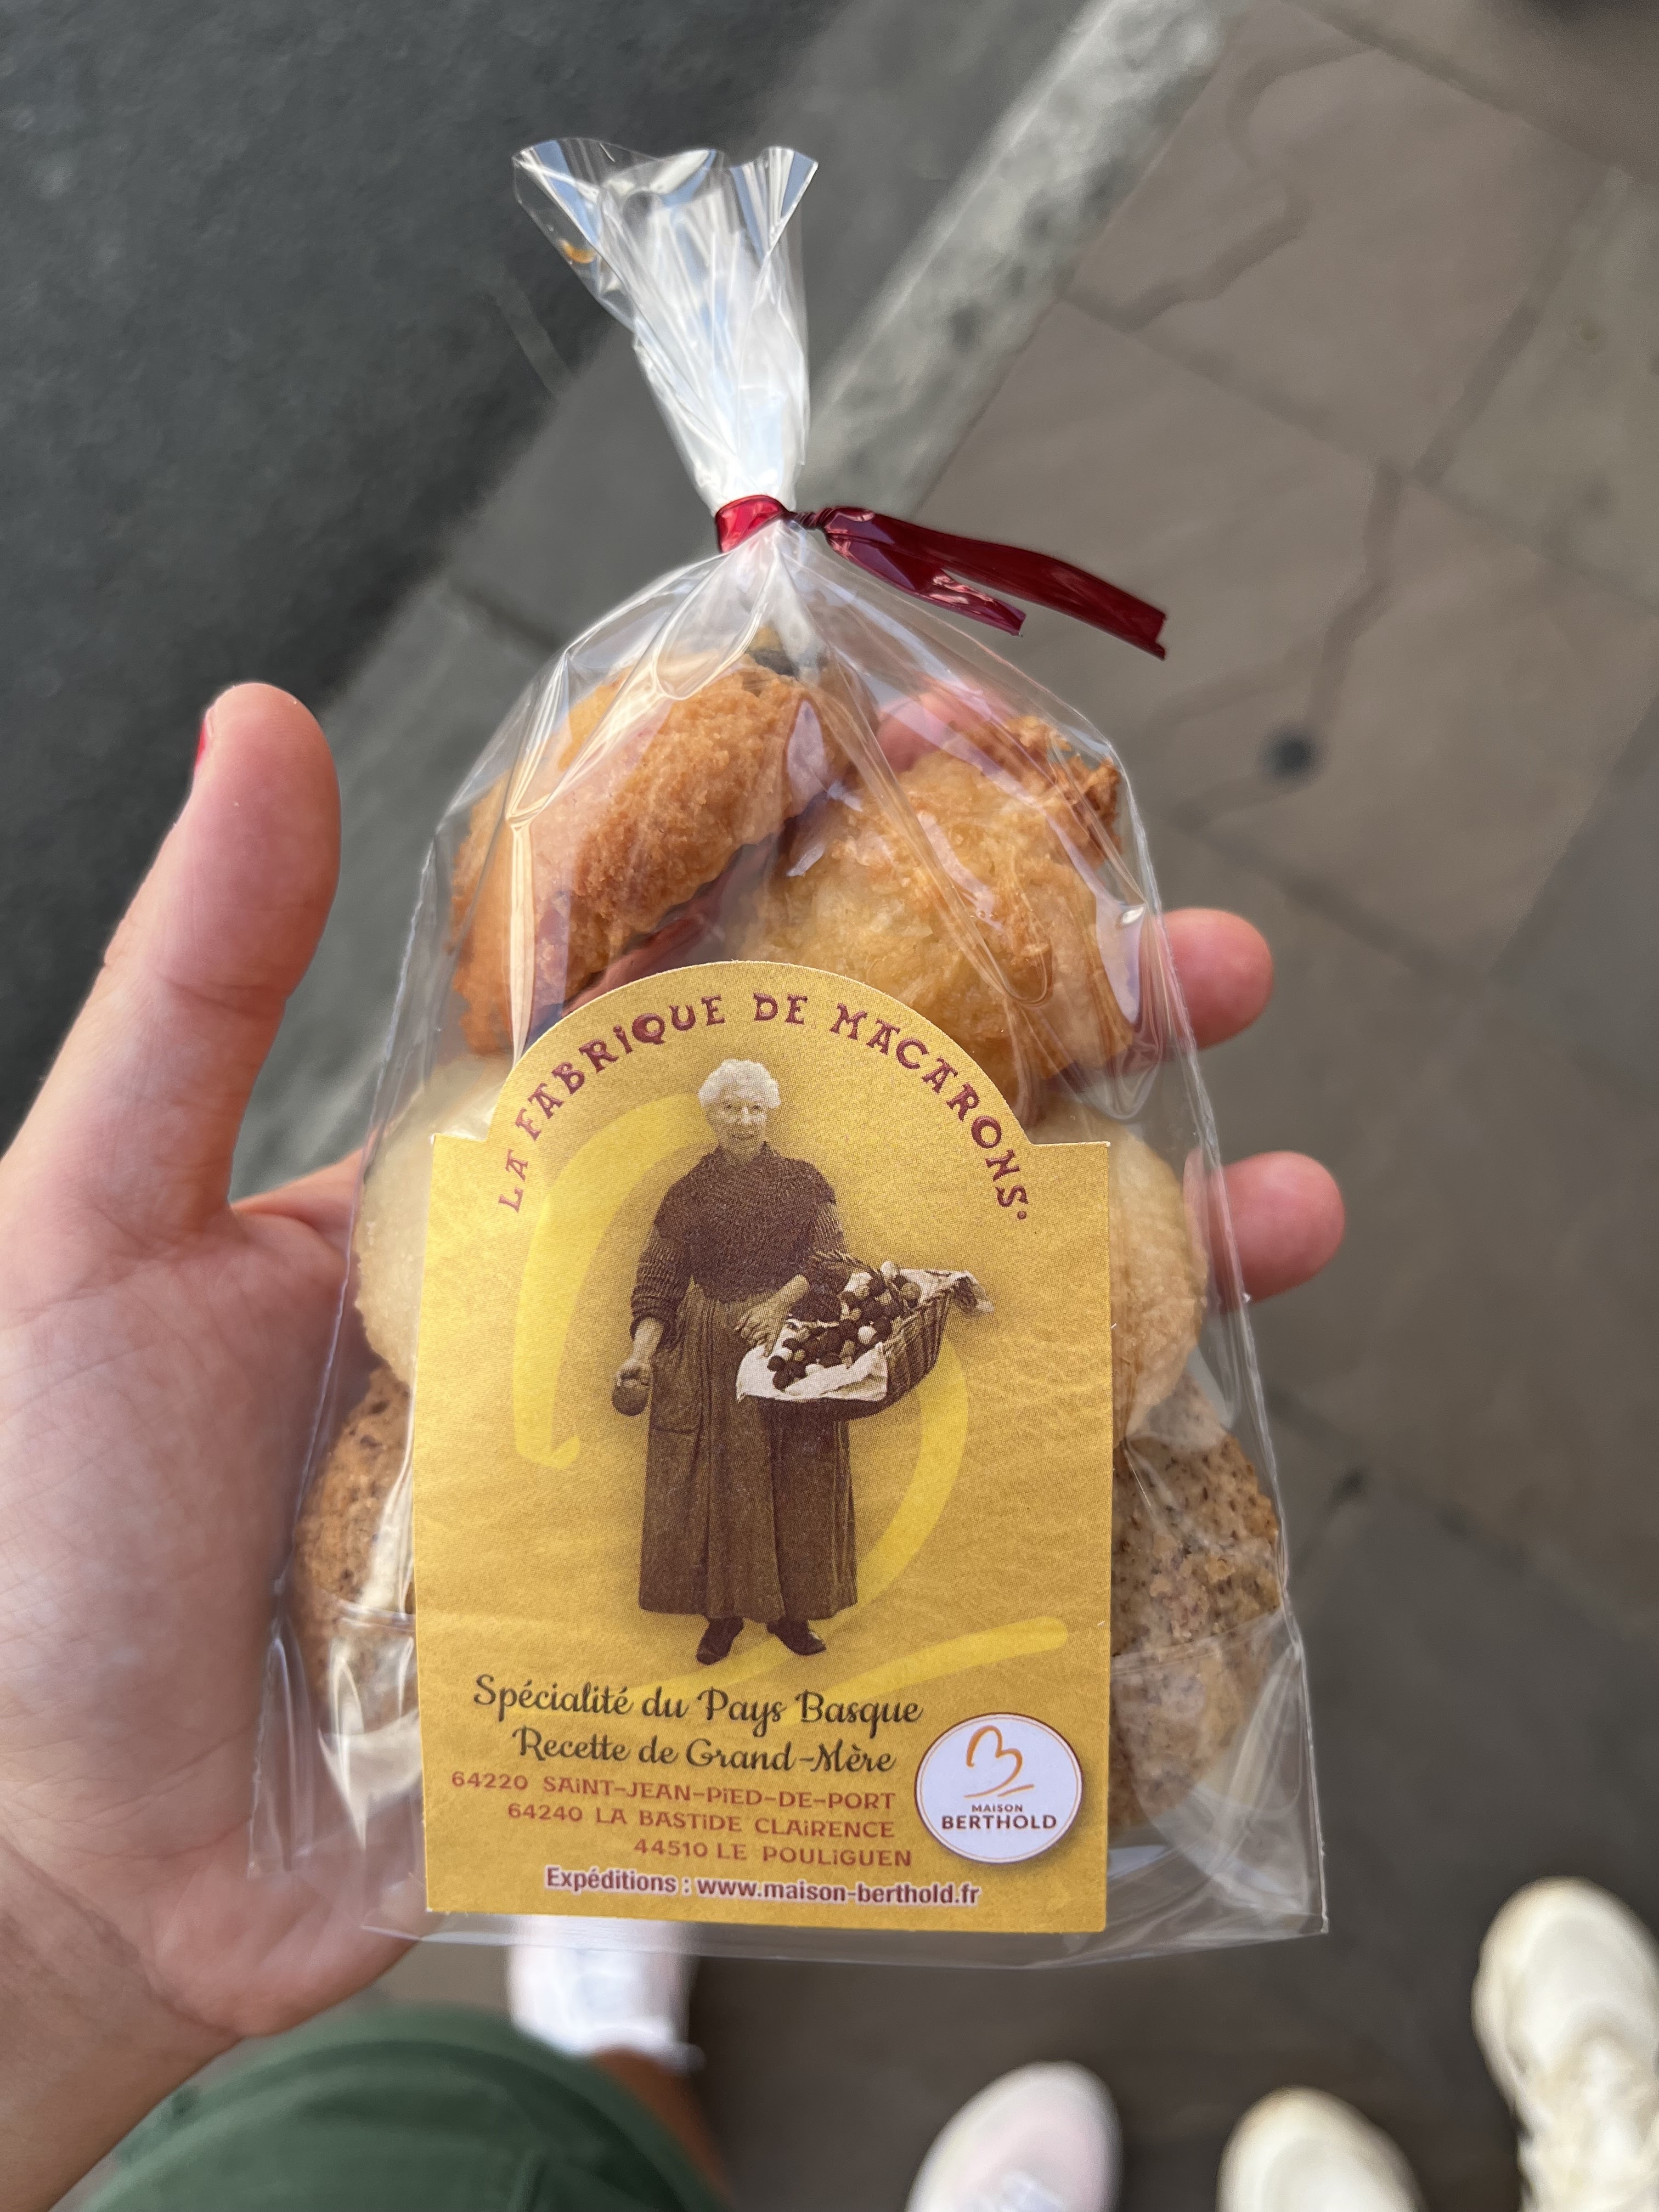 LA FABRIQUE DE MACARONS.
Spécialité du Pays Basque
Recette de Grand-Mère
64220 SAINT-JEAN-PIED-DE-PORT
64240 LA BASTIDE CLAIRENCE
44510 LE POULIGUEN
Expéditions : www.maison-berthold.fr
MAISON
BERTHOLD